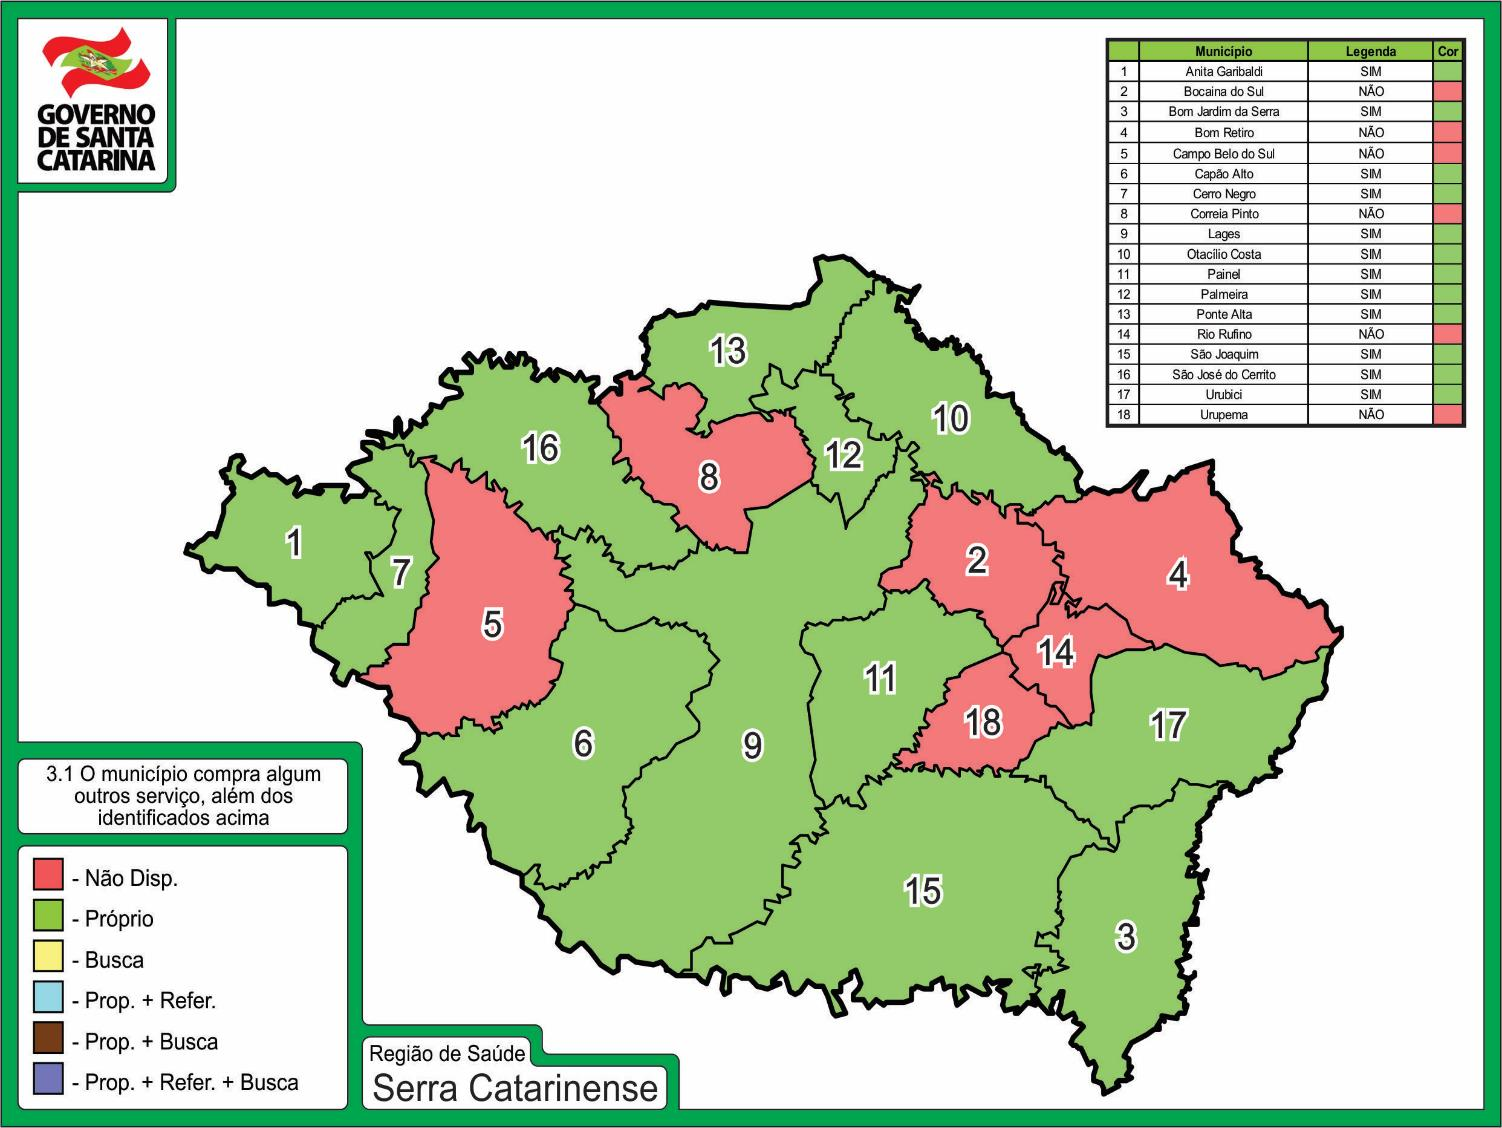 GOVERNO
DE SANTA
CATARINA
Município Legenda Cor
1 Anita Garibaldi SIM
2 Bocaina do Sul NÃO
3 Bom Jardim da Serra SIM
4 Bom Retiro NÃO
5 Campo Belo do Sul NÃO
6 Capão Alto SIM
7 Cerro Negro SIM
8 Correia Pinto NÃO
9 Lages SIM
10 Otacílio Costa SIM
11 Painel SIM
12 Palmeira SIM
13 Ponte Alta SIM
14 Rio Rufino NÃO
15 São Joaquim SIM
16 São José do Cerrito SIM
17 Urubici SIM
18 Urupema NÃO
13
10
16
12
8
1
2
7
4
5
14
11
18
17
6
9
15
3
3.1 O município compra algum
outros serviço, além dos
identificados acima
- Não Disp.
- Próprio
- Busca
- Prop. + Refer.
- Prop. + Busca
- Prop. + Refer. + Busca
Região de Saúde
Serra Catarinense